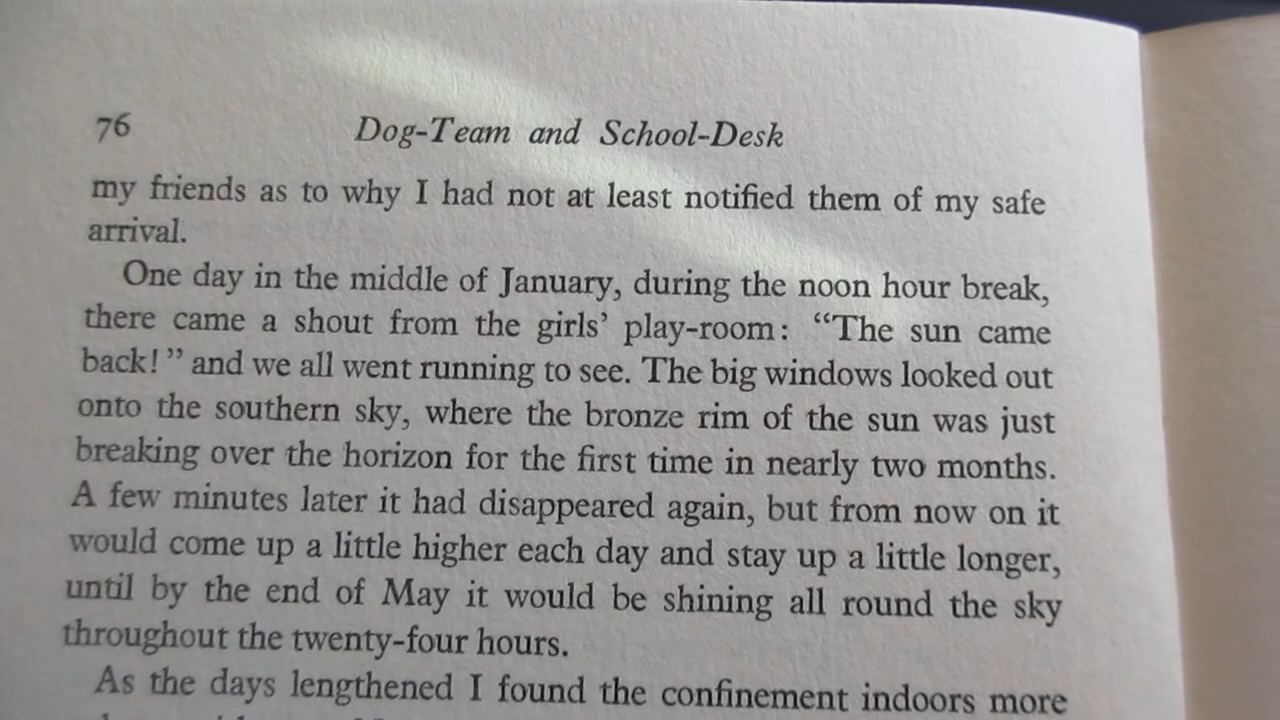 76 Dog-Team and School-Desk
my friends as to why I had not at least notified them of my safe
arrival.
One day in the middle of January, during the noon hour break,
there came a shout from the girls’ play-room: “The sun came
back!” and we all went running to see. The big windows looked out
onto the southern sky, where the bronze rim of the sun was just
breaking over the horizon for the first time in nearly two months.
A few minutes later it had disappeared again, but from now on it
would come up a little higher each day and stay up a little longer,
until by the end of May it would be shining all round the sky
throughout the twenty-four hours.
As the days lengthened I found the confinement indoors more